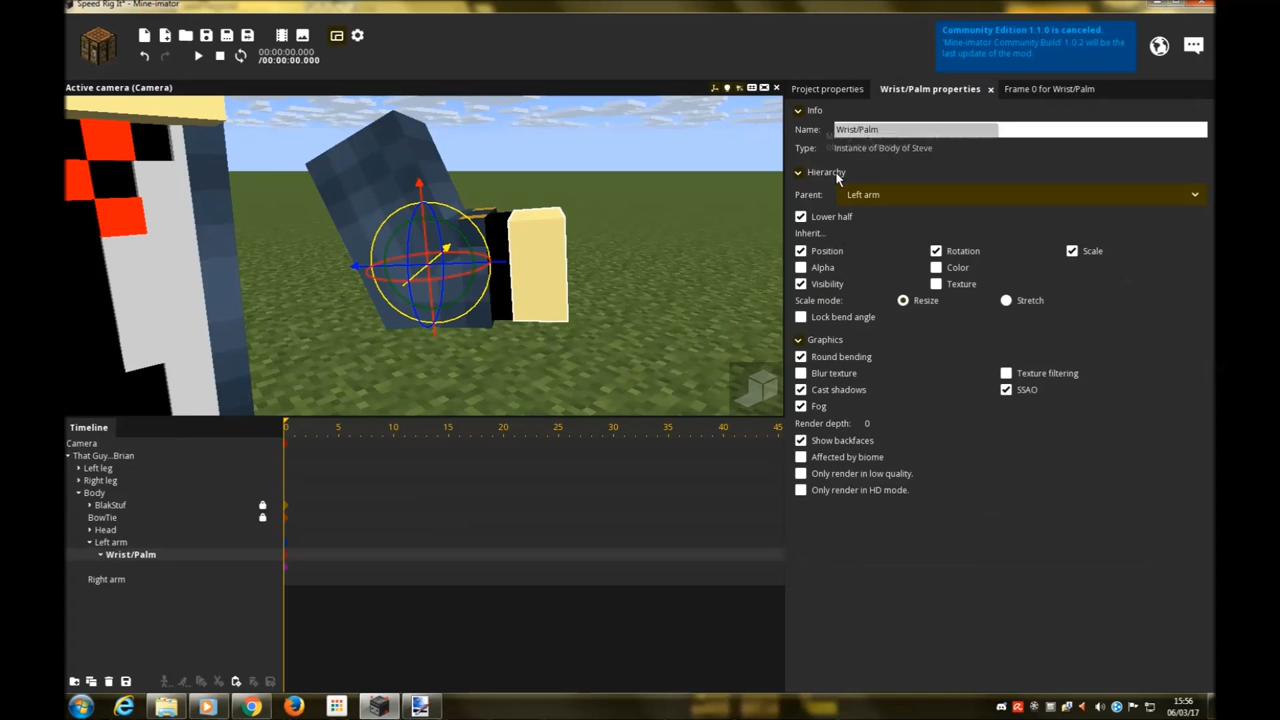 Speed Rig It* - Mine-imator
Community Edition 1.1.0 is canceled.
'Mine-imator Community Build' 1.0.2 will be
the last update of the mod.
00:00:00.000
/00:00:00.000
Active camera (Camera)
Project properties
Wrist/Palm properties ×
Frame 0 for Wrist/Palm
Info
Name: Wrist/Palm
Type: Instance of Body of Steve
Hierarchy
Parent: Left arm
Lower half
Inherit...
Position Rotation Scale
Alpha Color
Visibility Texture
Scale mode: Resize Stretch
Lock bend angle
Graphics
Round bending
Blur texture Texture filtering
Cast shadows SSAO
Fog
Render depth: 0
Show backfaces
Affected by biome
Only render in low quality.
Only render in HD mode.
Timeline
0 5 10 15 20 25 30 35 40 45
Camera
That Guy...Brian
Left leg
Right leg
Body
BlakStuf
BowTie
Head
Left arm
Wrist/Palm
Right arm
15:56
06/03/17